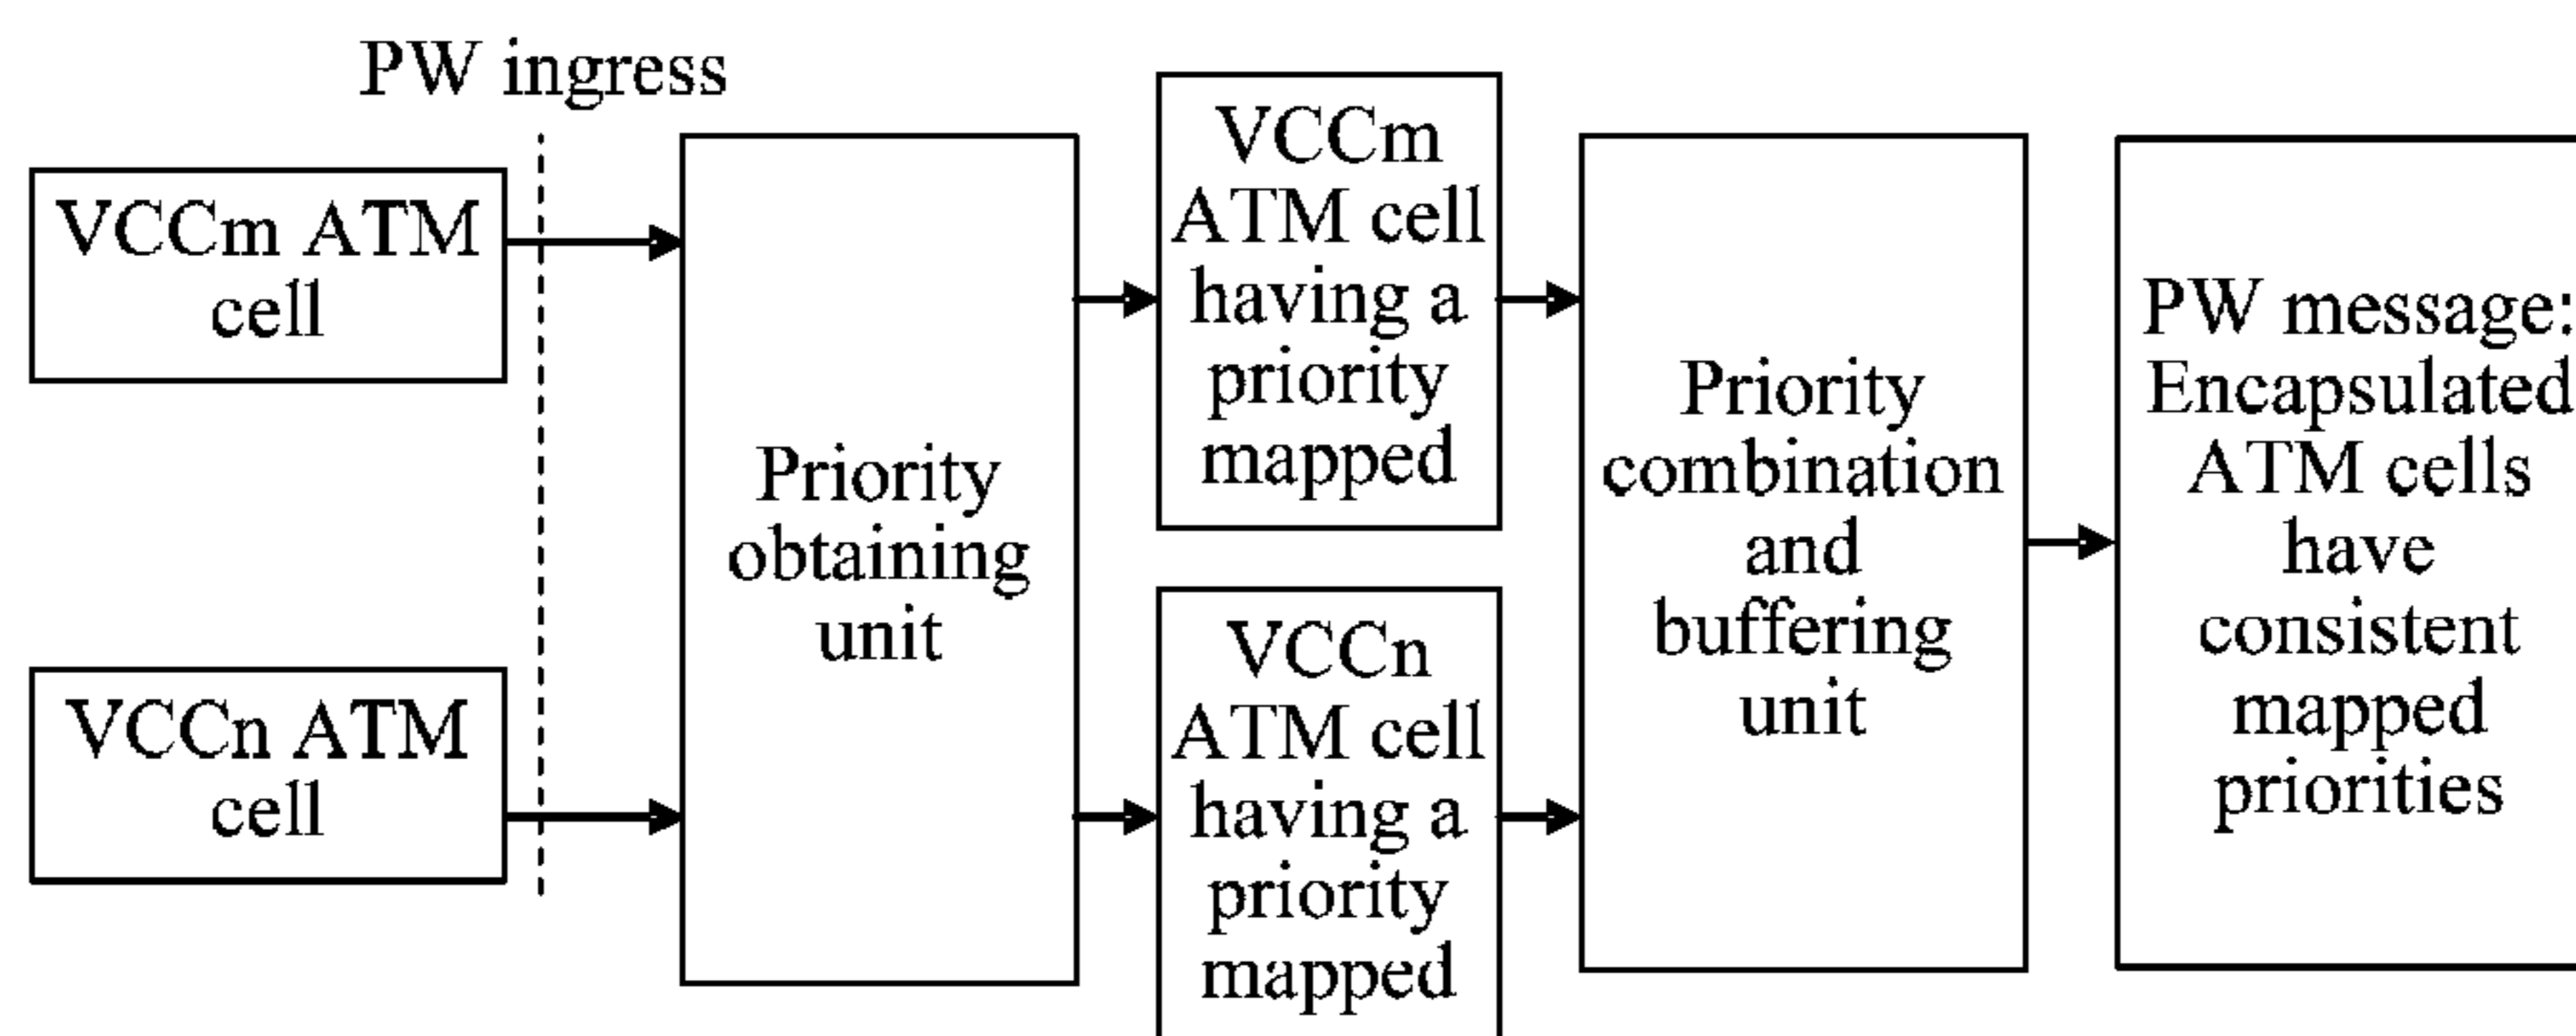 PW ingress
VCCm ATM
cell
VCCn ATM
cell
Priority
obtaining
unit
VCCm
ATM cell
having a
priority
mapped
VCCn
ATM cell
having a
priority
mapped
Priority
combination
and
buffering
unit
PW message:
Encapsulated
ATM cells
have
consistent
mapped
priorities